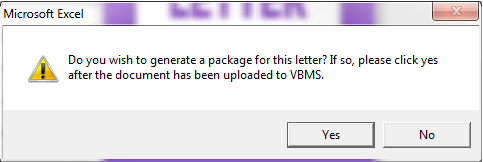 LETTER
Microsoft Excel
Do you wish to generate a package for this letter? If so, please click yes
after the document has been uploaded to VBMS.
Yes
No